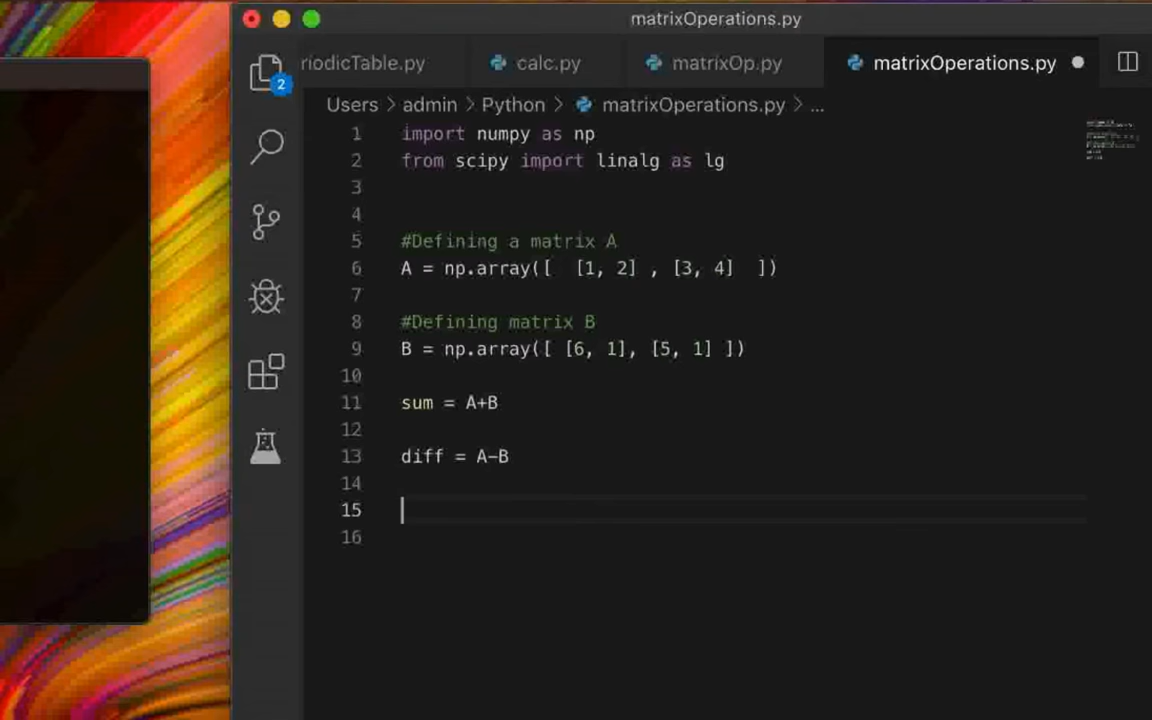 matrixOperations.py
riodicTable.py calc.py matrixOp.py matrixOperations.py
2
Users > admin > Python > matrixOperations.py > ...
1 import numpy as np
2 from scipy import linalg as lg
3
4
5 #Defining a matrix A
6 A = np.array([  [1, 2] , [3, 4]  ])
7
8 #Defining matrix B
9 B = np.array([ [6, 1], [5, 1] ])
10
11 sum = A+B
12
13 diff = A-B
14
15
16